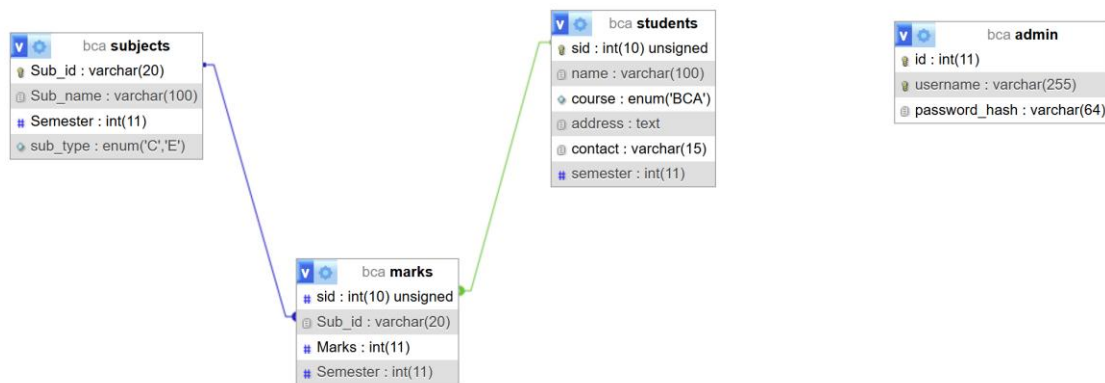 bca subjects
Sub_id : varchar(20)
Sub_name : varchar(100)
# Semester : int(11)
sub_type : enum('C','E')
bca students
sid : int(10) unsigned
name : varchar(100)
course : enum('BCA')
address : text
contact : varchar(15)
# semester : int(11)
bca admin
id : int(11)
username : varchar(255)
password_hash : varchar(64)
bca marks
# sid : int(10) unsigned
Sub_id : varchar(20)
# Marks : int(11)
# Semester : int(11)